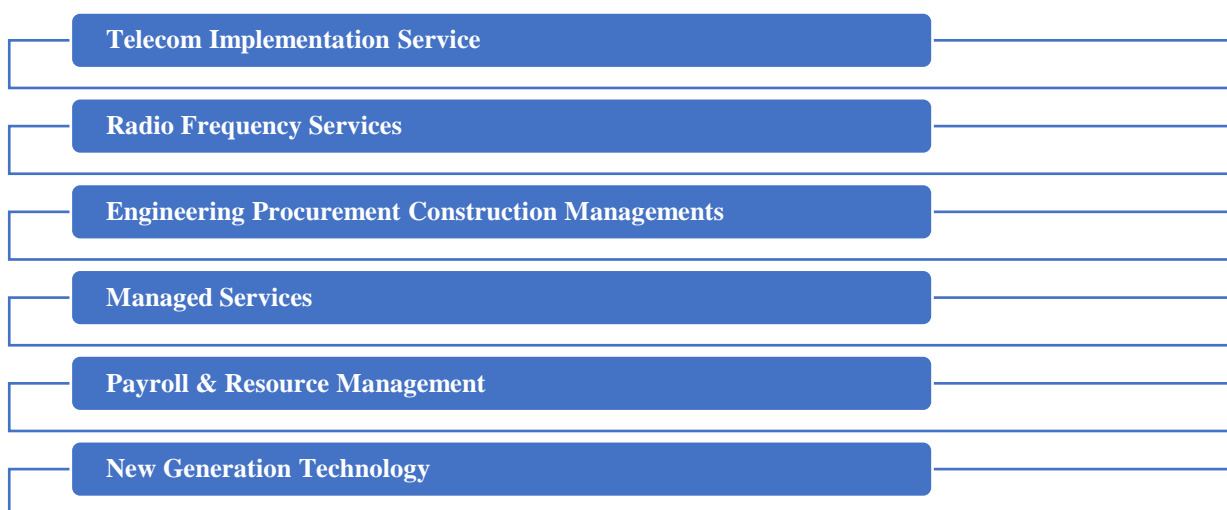 Telecom Implementation Service
Radio Frequency Services
Engineering Procurement Construction Managements
Managed Services
Payroll & Resource Management
New Generation Technology